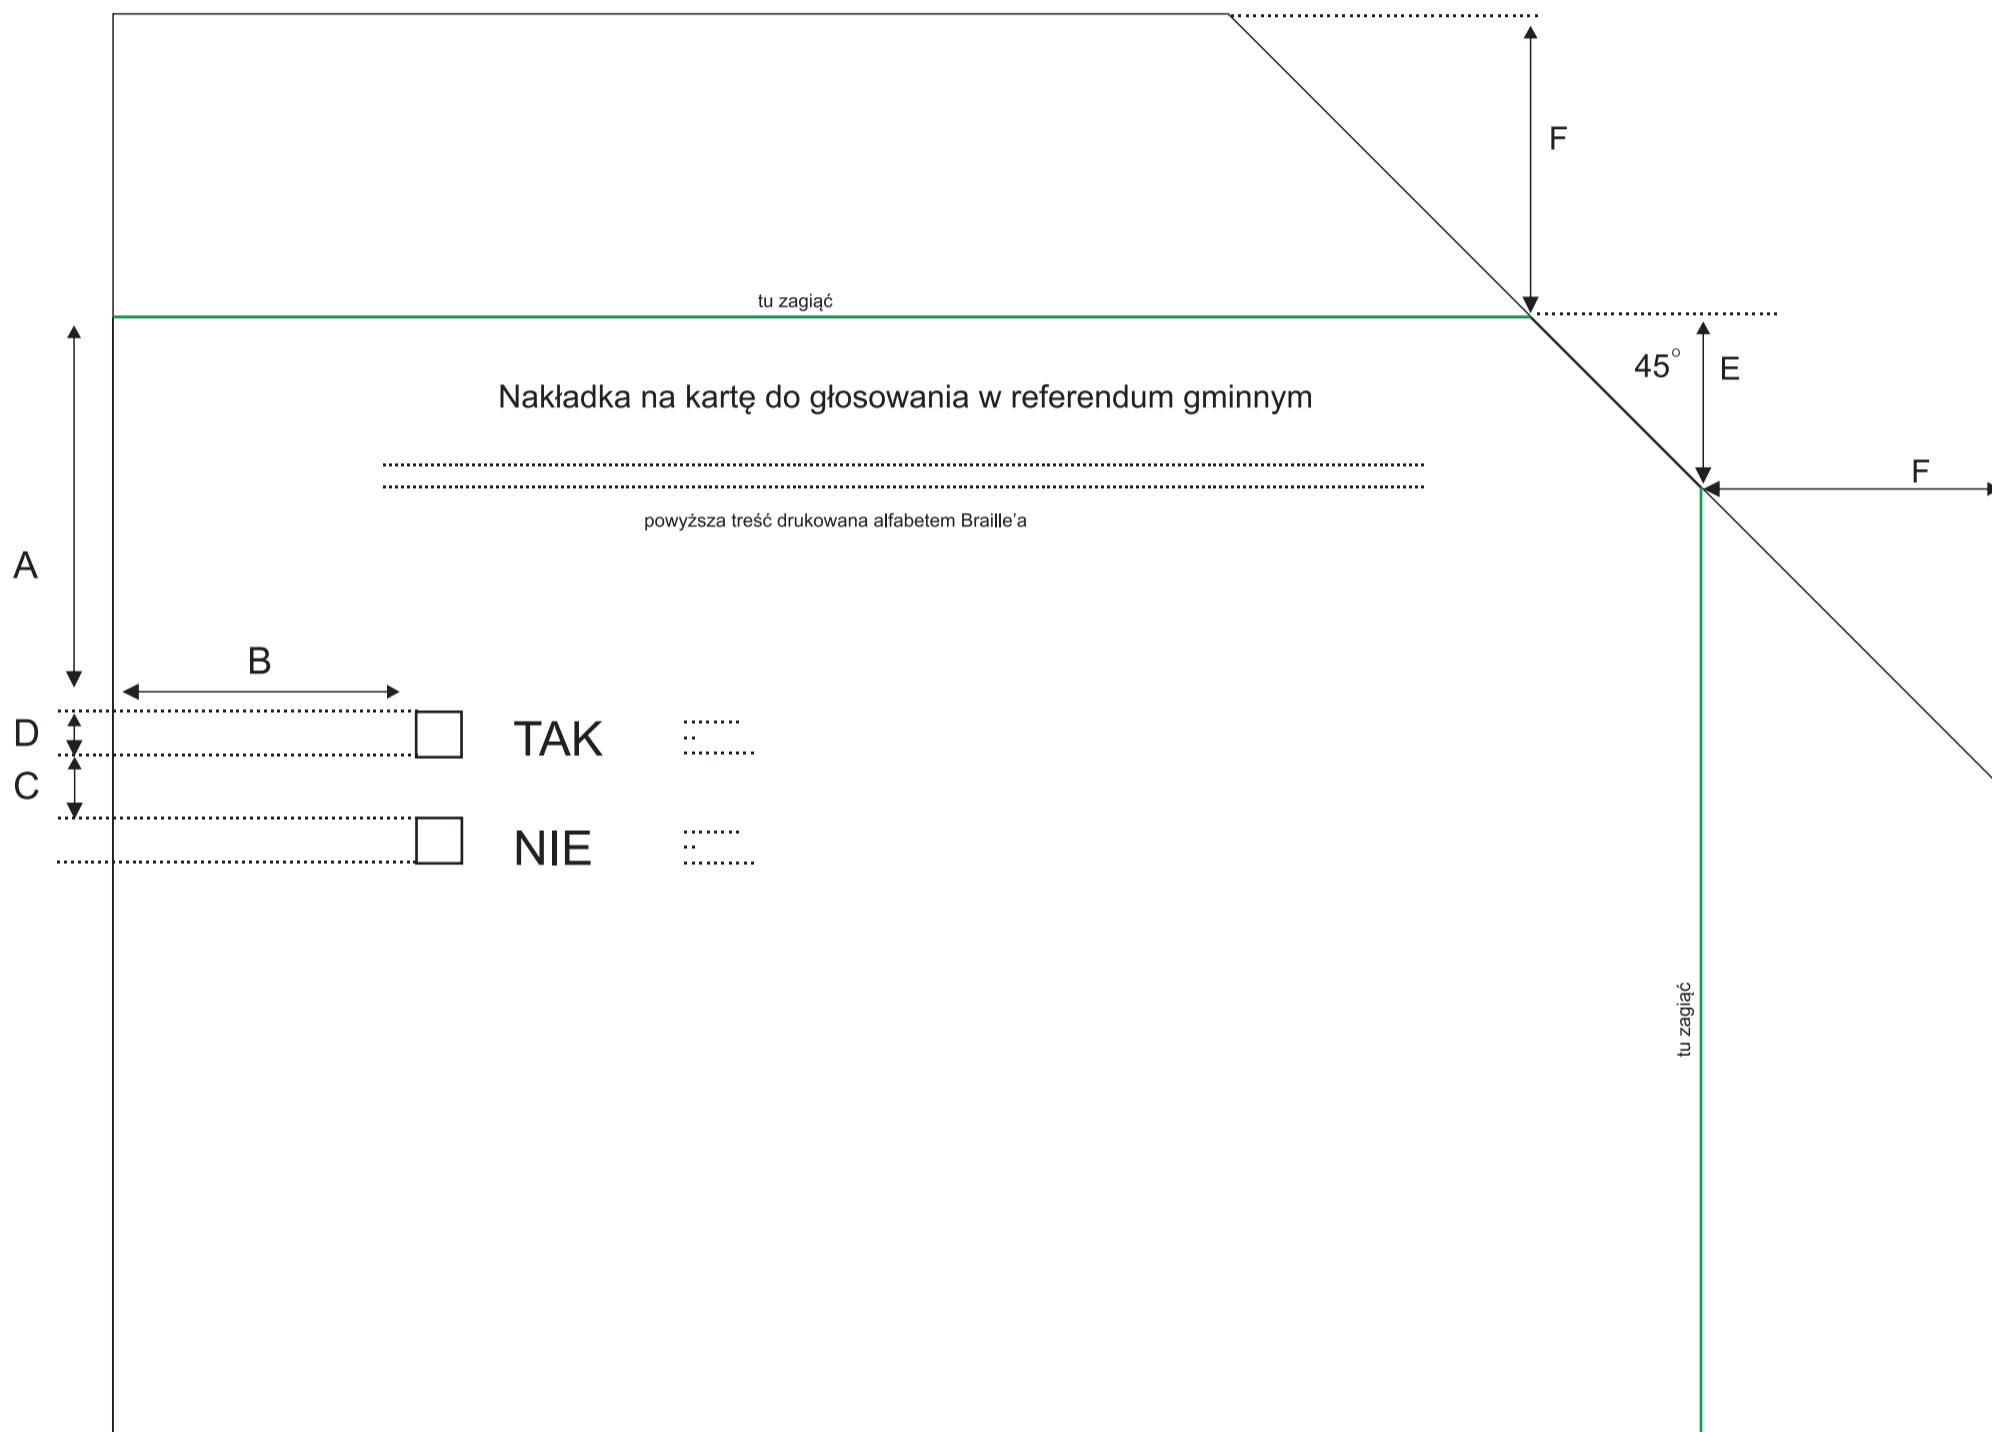 F
tu zagiąć
45° E
Nakładka na kartę do głosowania w referendum gminnym
F
powyższa treść drukowana alfabetem Braille’a
A
B
D
TAK
C
NIE
tu zagiąć